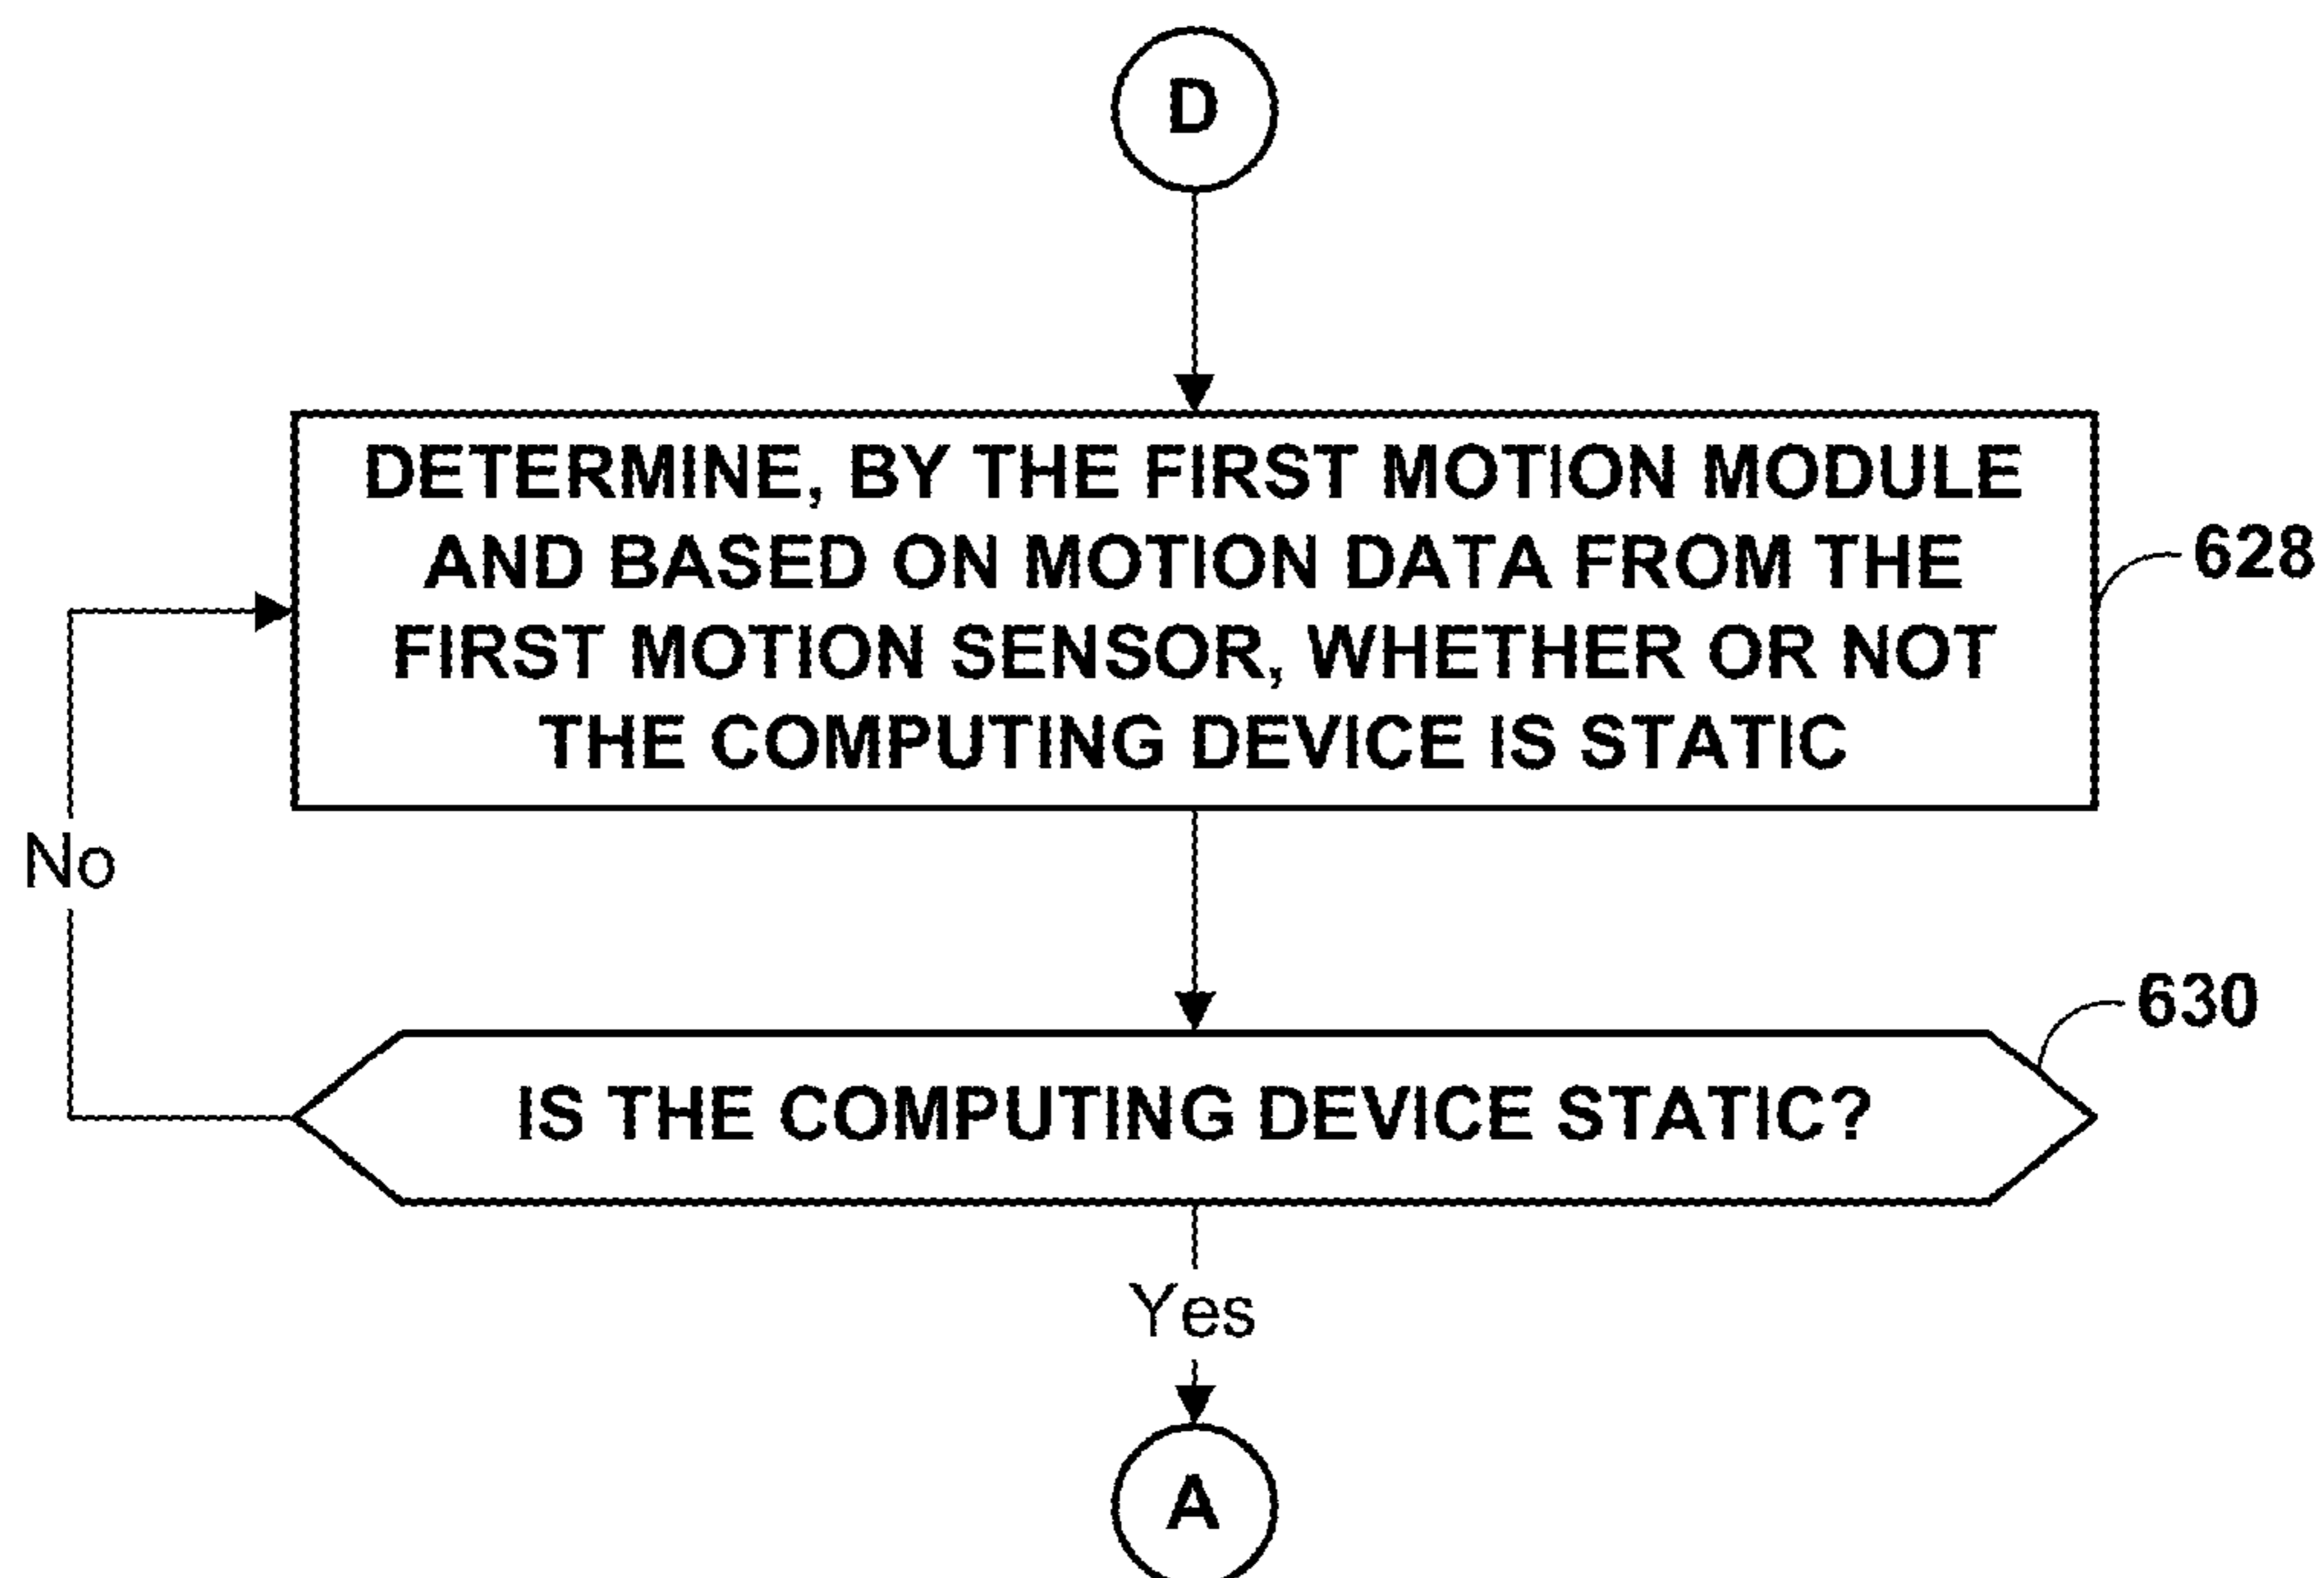 D
DETERMINE, BY THE FIRST MOTION MODULE
AND BASED ON MOTION DATA FROM THE
FIRST MOTION SENSOR, WHETHER OR NOT
THE COMPUTING DEVICE IS STATIC
628
No
630
IS THE COMPUTING DEVICE STATIC?
Yes
A